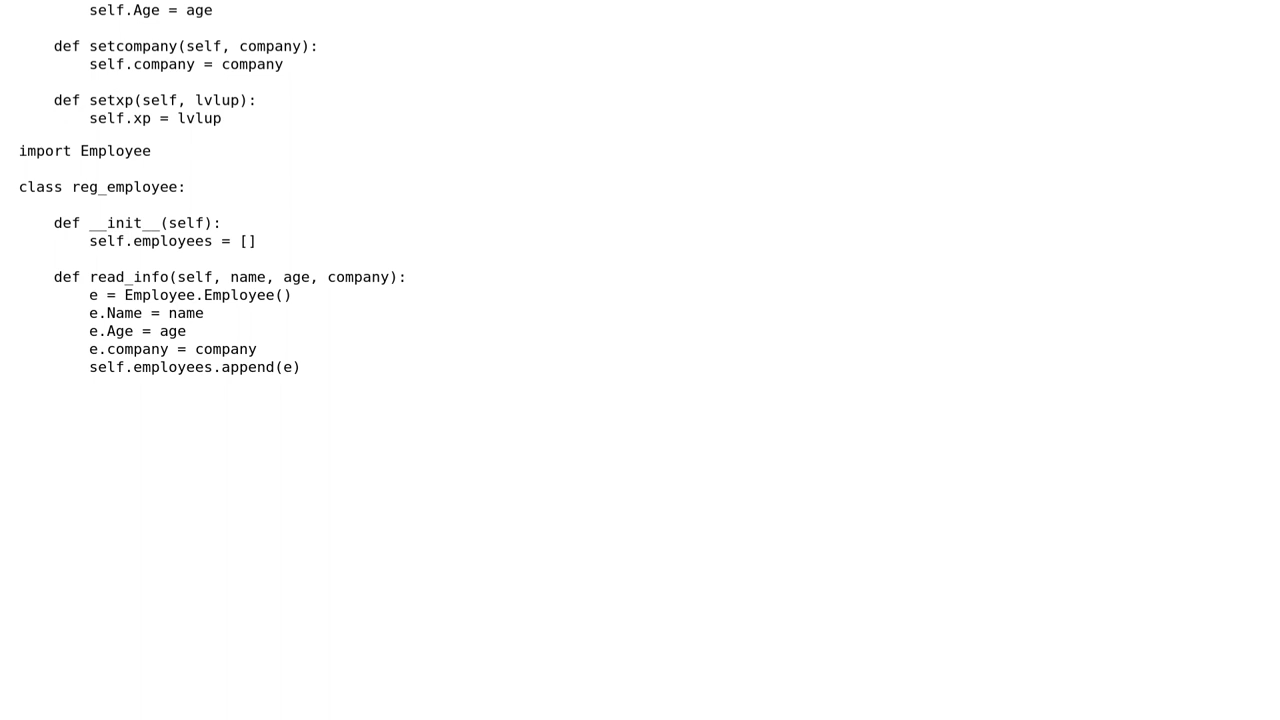 self.Age = age
    def setcompany(self, company):
        self.company = company
    def setxp(self, lvlup):
        self.xp = lvlup
import Employee
class reg_employee:
    def __init__(self):
        self.employees = []
    def read_info(self, name, age, company):
        e = Employee.Employee()
        e.Name = name
        e.Age = age
        e.company = company
        self.employees.append(e)